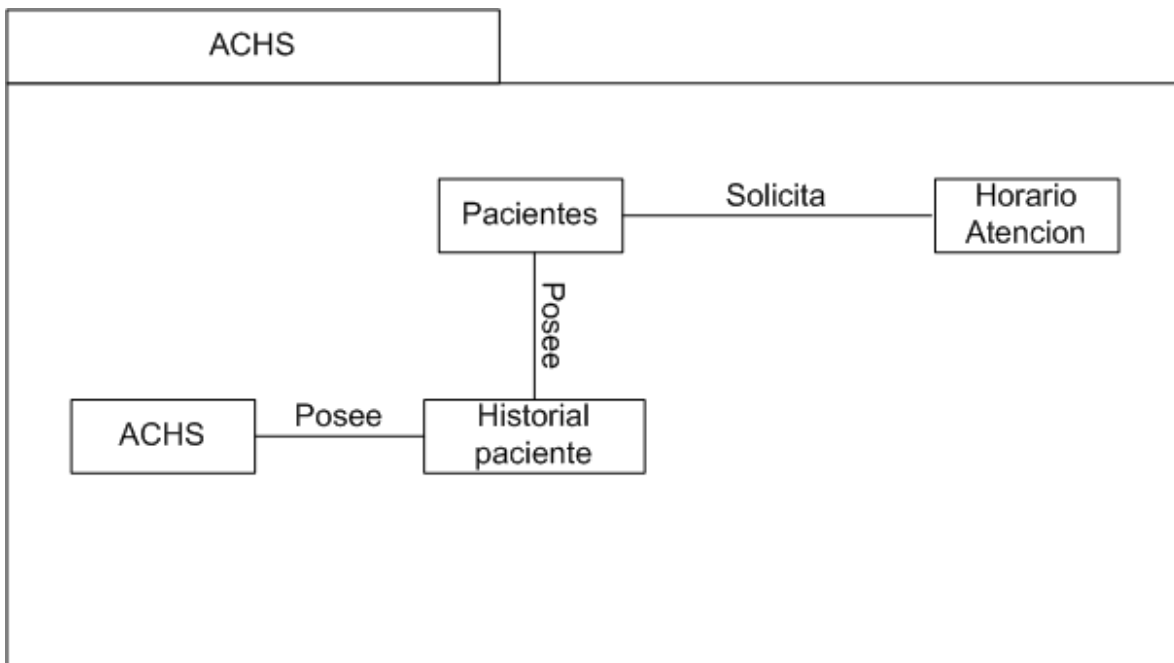 ACHS
Pacientes
Solicita
Horario
Atencion
Posee
ACHS
Posee
Historial
paciente